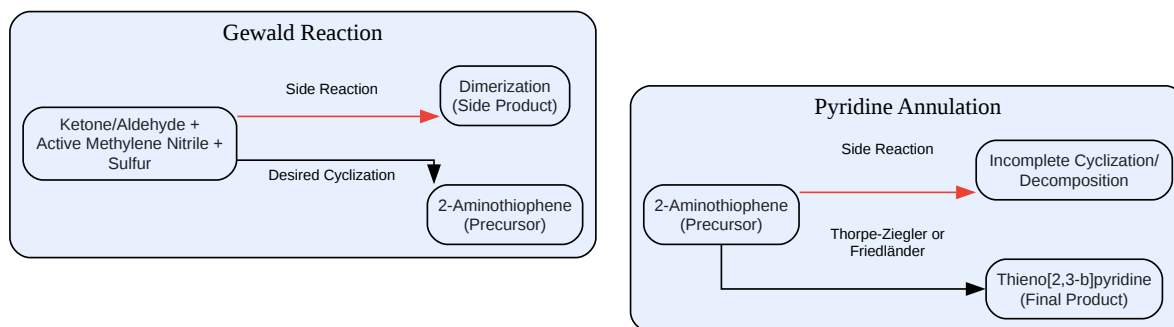 Gewald Reaction
Side Reaction
Dimerization
(Side Product)
Ketone/Aldehyde +
Active Methylene Nitrile +
Sulfur
Desired Cyclization
2-Aminothiophene
(Precursor)
Pyridine Annulation
Side Reaction
Incomplete Cyclization/
Decomposition
2-Aminothiophene
(Precursor)
Thorpe-Ziegler or
Friedländer
Thieno[2,3-b]pyridine
(Final Product)